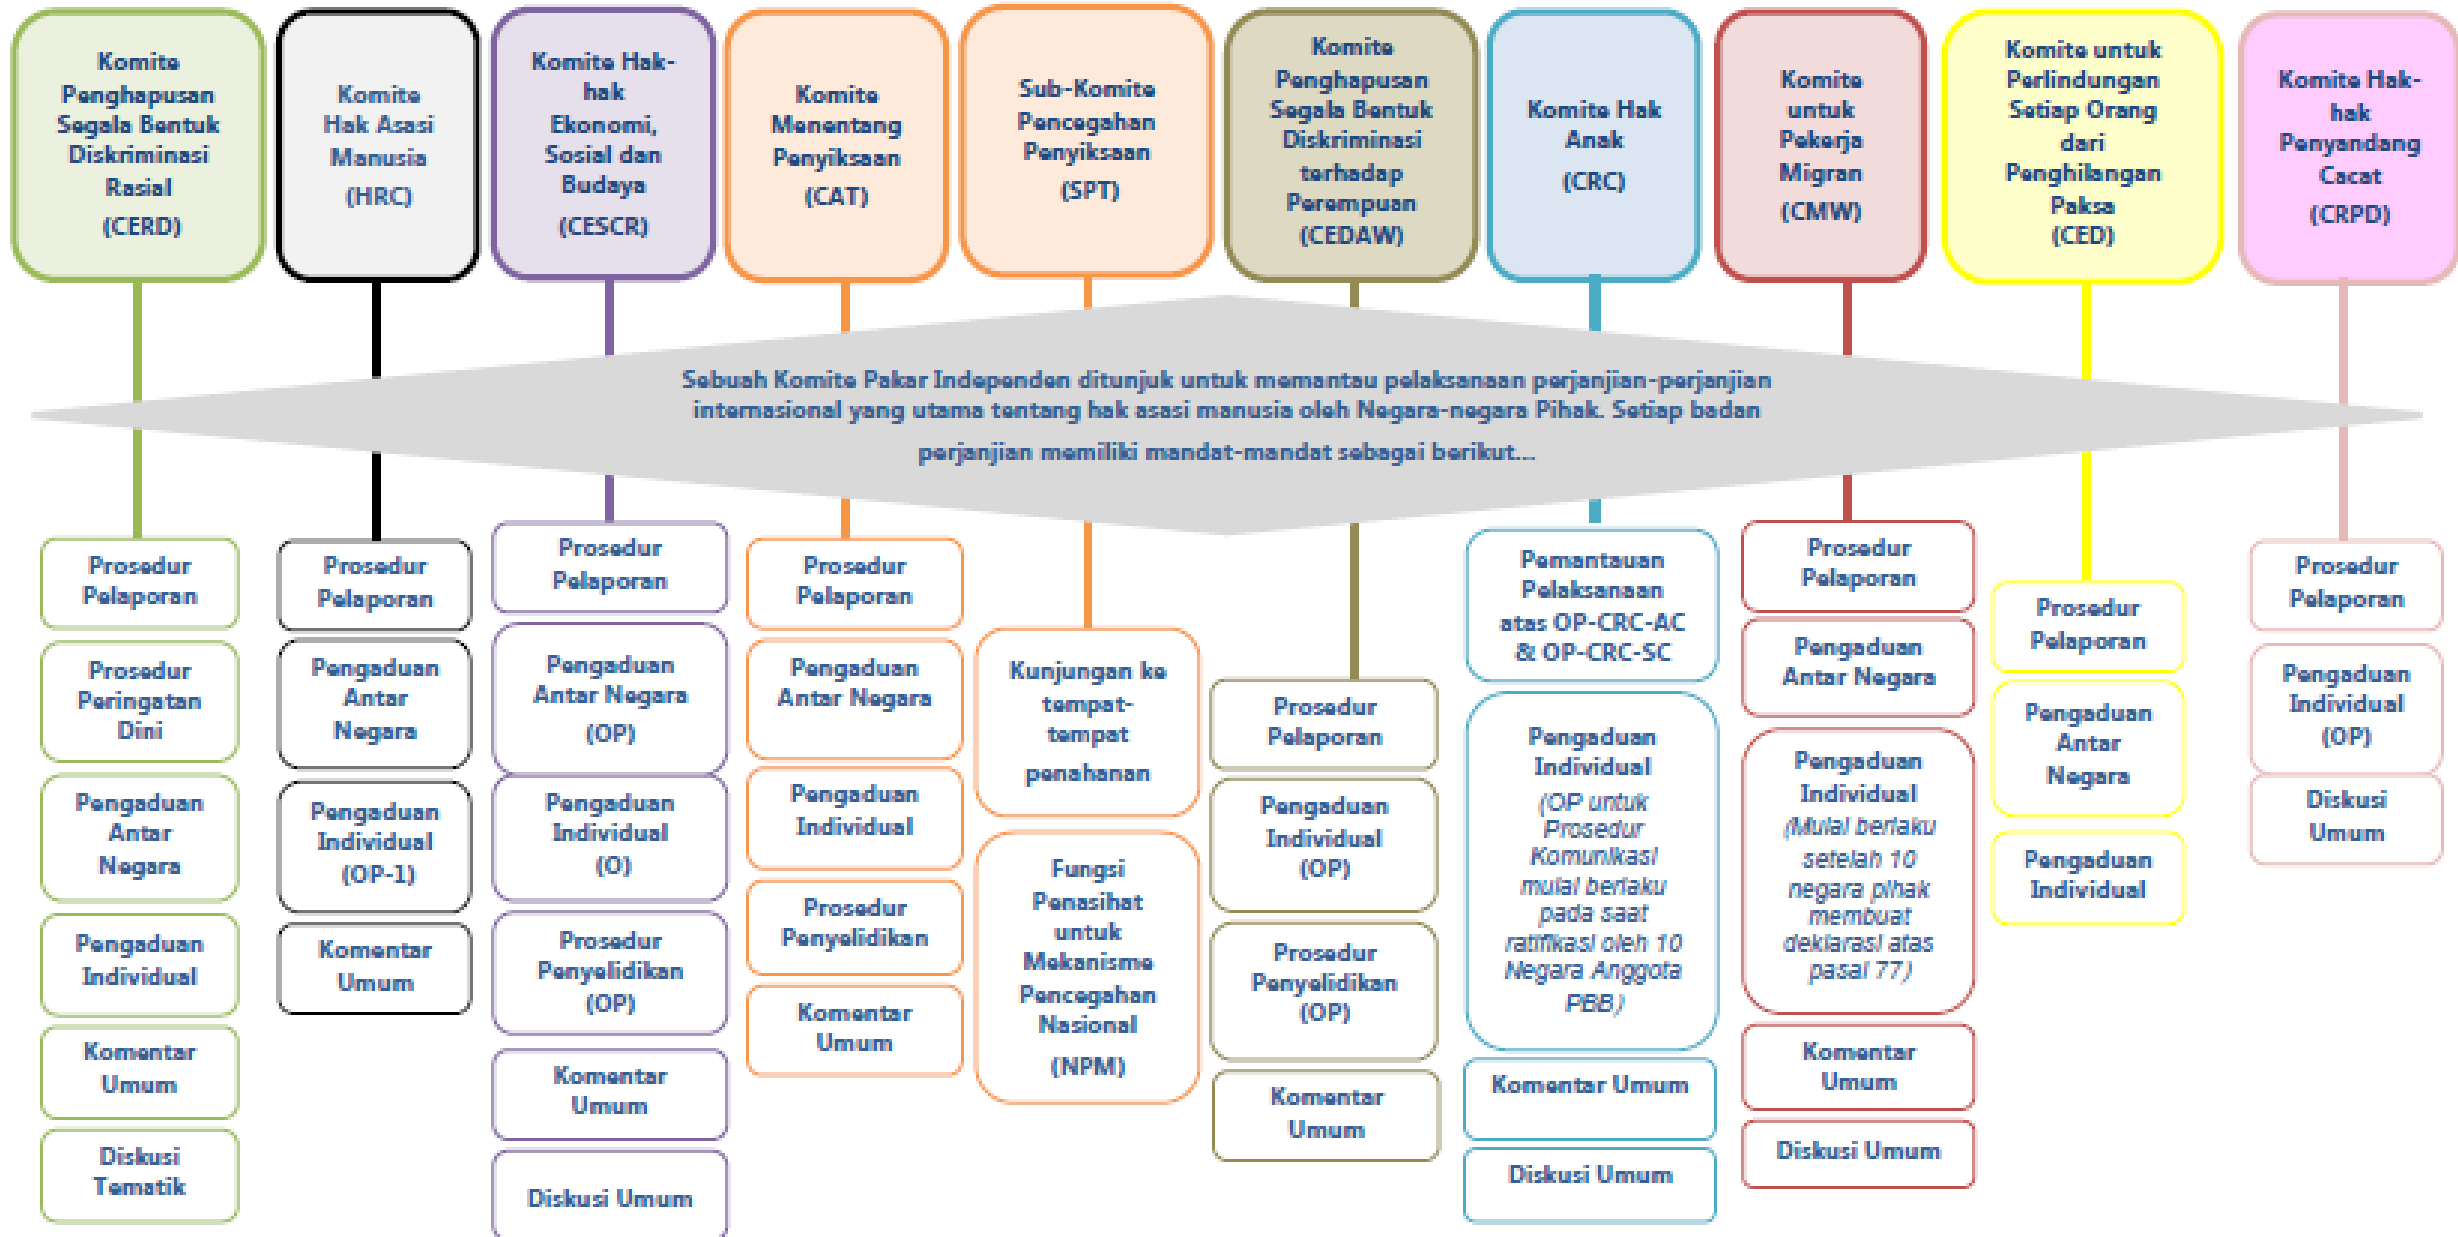 Komite
Penghapusan
Segala Bentuk
Diskriminasi
Rasial
(CERD)
Komite
Hak Asasi
Manusia
(HRC)
Komite Hak-
hak
Ekonomi,
Sosial dan
Budaya
(CESCR)
Komite
Menentang
Penyiksaan
(CAT)
Sub-Komite
Pencegahan
Penyiksaan
(SPT)
Komite
Penghapusan
Segala Bentuk
Diskriminasi
terhadap
Perempuan
(CEDAW)
Komite Hak
Anak
(CRC)
Komite
untuk
Pekerja
Migran
(CMW)
Komite untuk
Perlindungan
Setiap Orang
dari
Penghilangan
Paksa
(CED)
Komite Hak-
hak
Penyandang
Cacat
(CRPD)
Sebuah Komite Pakar Independen ditunjuk untuk memantau pelaksanaan perjanjian-perjanjian
internasional yang utama tentang hak asasi manusia oleh Negara-negara Pihak. Setiap badan
perjanjian memiliki mandat-mandat sebagai berikut...
Prosedur
Pelaporan
Prosedur
Peringatan
Dini
Pengaduan
Antar
Negara
Pengaduan
Individual
Komentar
Umum
Diskusi
Tematik
Prosedur
Pelaporan
Pengaduan
Antar
Negara
Pengaduan
Individual
(OP-1)
Komentar
Umum
Prosedur
Pelaporan
Pengaduan
Antar Negara
(OP)
Pengaduan
Individual
(O)
Prosedur
Penyelidikan
(OP)
Komentar
Umum
Diskusi Umum
Prosedur
Pelaporan
Pengaduan
Antar Negara
Pengaduan
Individual
Prosedur
Penyelidikan
Komentar
Umum
Kunjungan ke
tempat-
tempat
penahanan
Fungsi
Penasihat
untuk
Mekanisme
Pencegahan
Nasional
(NPM)
Prosedur
Pelaporan
Pengaduan
Individual
(OP)
Prosedur
Penyelidikan
(OP)
Komentar
Umum
Pemantauan
Pelaksanaan
atas OP-CRC-AC
& OP-CRC-SC
Pengaduan
Individual
(OP untuk
Prosedur
Komunikasi
mulai berlaku
pada saat
ratifikasi oleh 10
Negara Anggota
PBB)
Komentar Umum
Diskusi Umum
Prosedur
Pelaporan
Pengaduan
Antar Negara
Pengaduan
Individual
(Mulai berlaku
setelah 10
negara pihak
membuat
deklarasi atas
pasal 77)
Komentar
Umum
Diskusi Umum
Prosedur
Pelaporan
Pengaduan
Antar
Negara
Pengaduan
Individual
Prosedur
Pelaporan
Pengaduan
Individual
(OP)
Diskusi
Umum